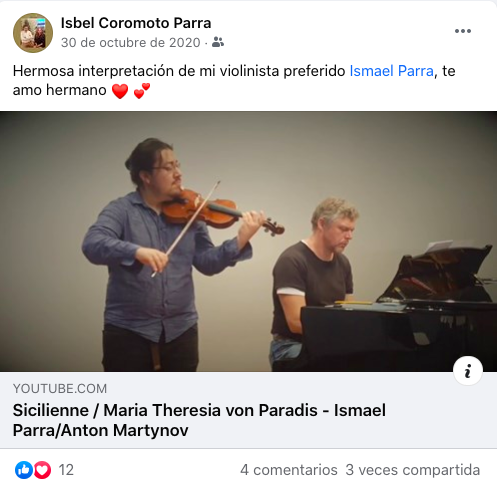 Isbel Coromoto Parra
30 de octubre de 2020 ·
Hermosa interpretación de mi violinista preferido Ismael Parra, te
amo hermano
YOUTUBE.COM
Sicilienne / Maria Theresia von Paradis - Ismael
Parra/Anton Martynov
12
4 comentarios 3 veces compartida